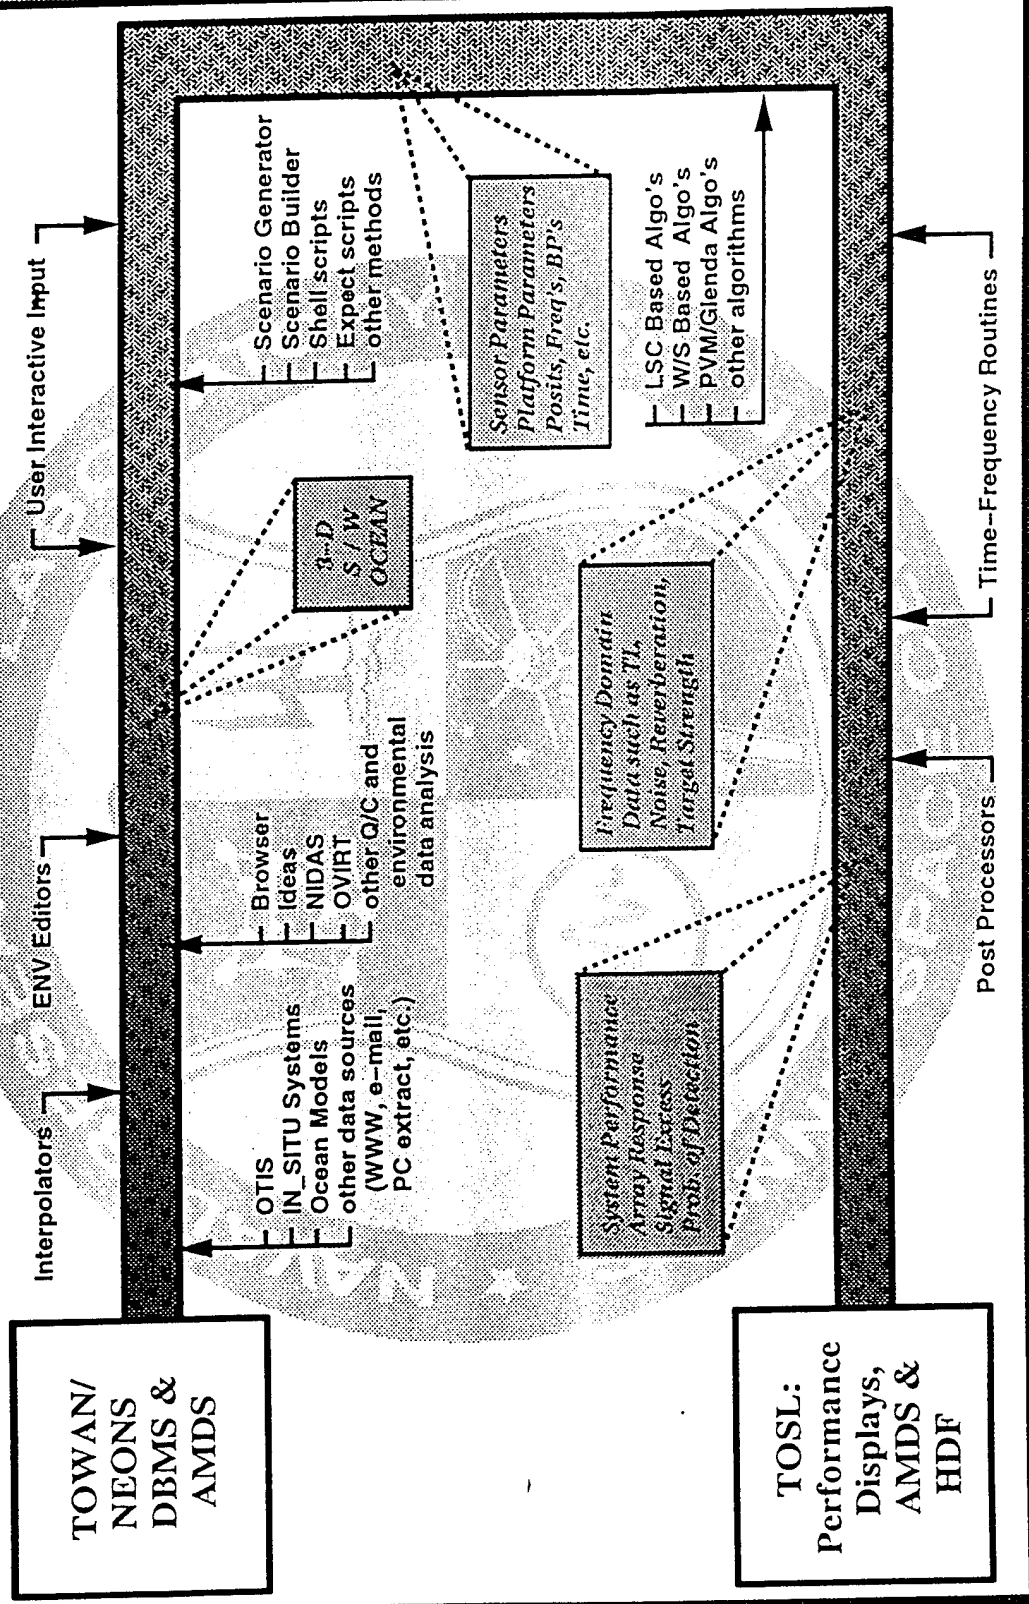 TOWAN/
NEONS
DBMS &
AMDS
Interpolators
ENV Editors
User Interactive Input
OTIS
IN_SITU Systems
Ocean Models
other data sources
(WWW, e-mail,
PC extract, etc.)
Browser
Ideas
NIDAS
OVIRT
other Q/C and
environmental
data analysis
3-D
S/W
OCEAN
Scenario Generator
Scenario Builder
Shell scripts
Expect scripts
other methods
Sensor Parameters
Platform Parameters
Posits, Freq's, BP's
Time, etc.
LSC Based Algo's
W/S Based Algo's
PVM/Glenda Algo's
other algorithms
Frequency Domain
Data such as TL,
Noise, Reverberation,
Target Strength
System Performance
Array Response
Signal Excess
Prob. of Detection
TOSL:
Performance
Displays,
AMDS &
HDF
Post Processors
Time-Frequency Routines